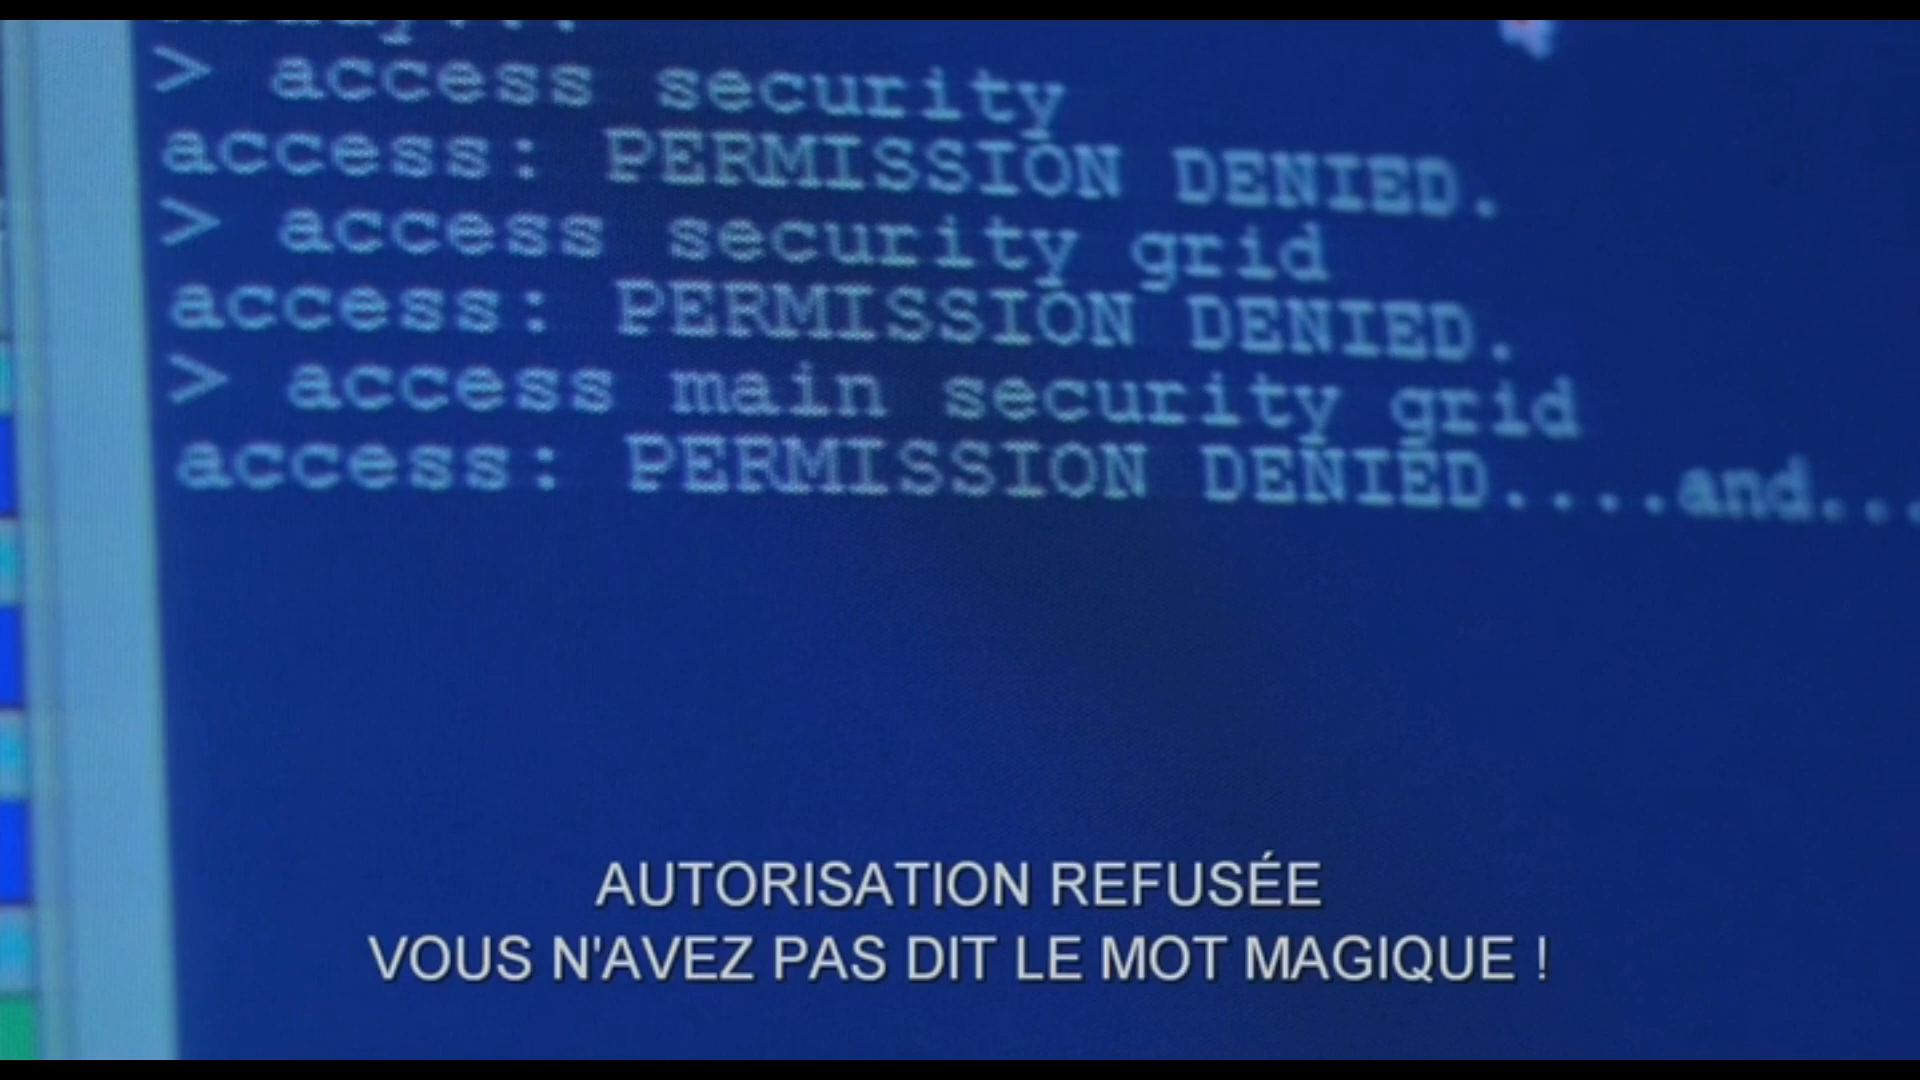 > access security
access: PERMISSION DENIED.
> access security grid
access: PERMISSION DENIED.
> access main security grid
access: PERMISSION DENIED....and...
AUTORISATION REFUSÉE
VOUS N'AVEZ PAS DIT LE MOT MAGIQUE !